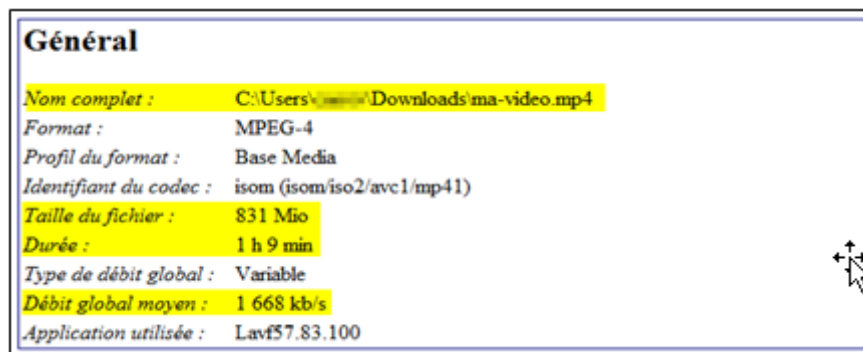 Général
Nom complet : C:\Users\ \Downloads\ma-video.mp4
Format : MPEG-4
Profil du format : Base Media
Identifiant du codec : isom (isom/iso2/avc1/mp41)
Taille du fichier : 831 Mio
Durée : 1 h 9 min
Type de débit global : Variable
Débit global moyen : 1 668 kb/s
Application utilisée : Lavf57.83.100